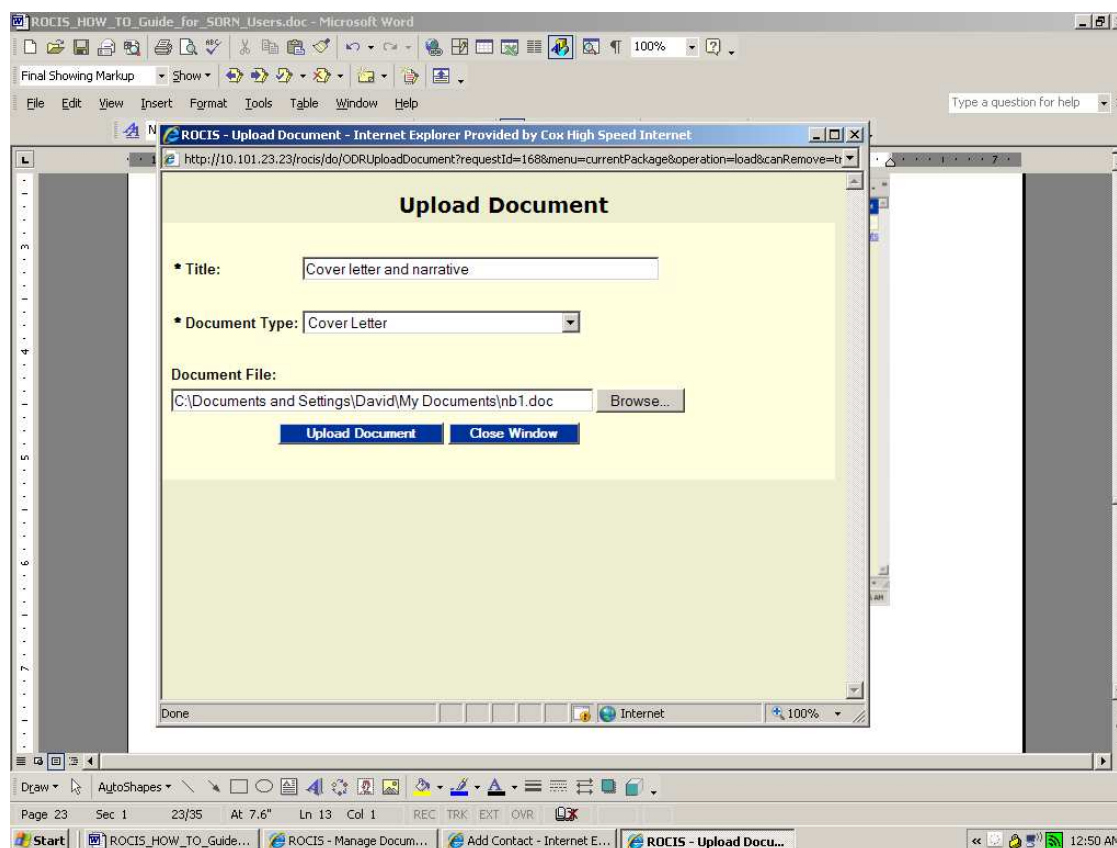 ROCIS_HOW_TO_Guide_for_SORN_Users.doc - Microsoft Word
100%
Final Showing Markup Show
File Edit View Insert Format Tools Table Window Help
Type a question for help
N
ROCIS - Upload Document - Internet Explorer Provided by Cox High Speed Internet
http://10.101.23.23/rocis/do/ODRUploadDocument?requestId=168&menu=currentPackage&operation=load&canRemove=tr
Upload Document
* Title: Cover letter and narrative
* Document Type: Cover Letter
Document File:
C:\Documents and Settings\David\My Documents\nb1.doc Browse...
Upload Document Close Window
Done Internet 100%
Draw AutoShapes
Page 23 Sec 1 23/35 At 7.6" Ln 13 Col 1 REC TRK EXT OVR
Start ROCIS_HOW_TO_Guide... ROCIS - Manage Docum... Add Contact - Internet E... ROCIS - Upload Docu... 12:50 AM